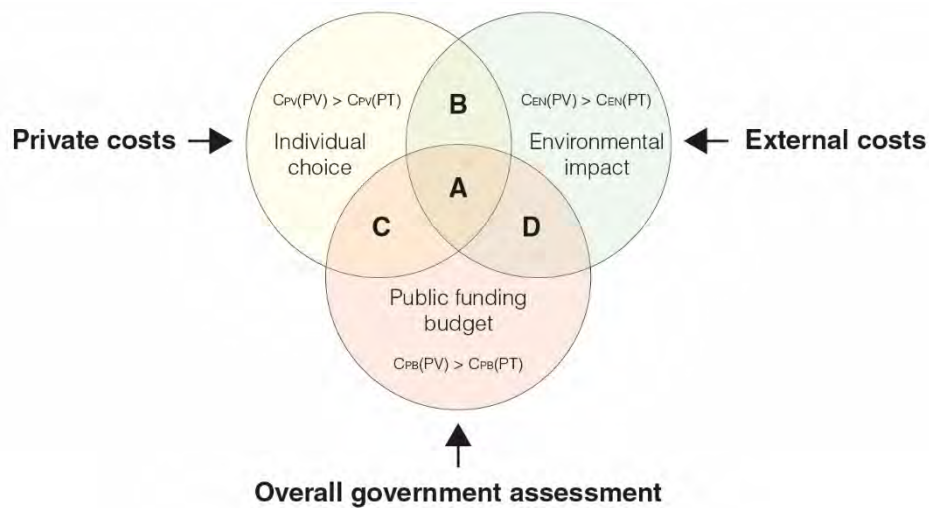 B
CPV(PV) > CPV(PT)
CEN(PV) > CEN(PT)
Private costs
Individual
choice
Environmental
impact
External costs
A
C
D
Public funding
budget
CPB(PV) > CPB(PT)
Overall government assessment